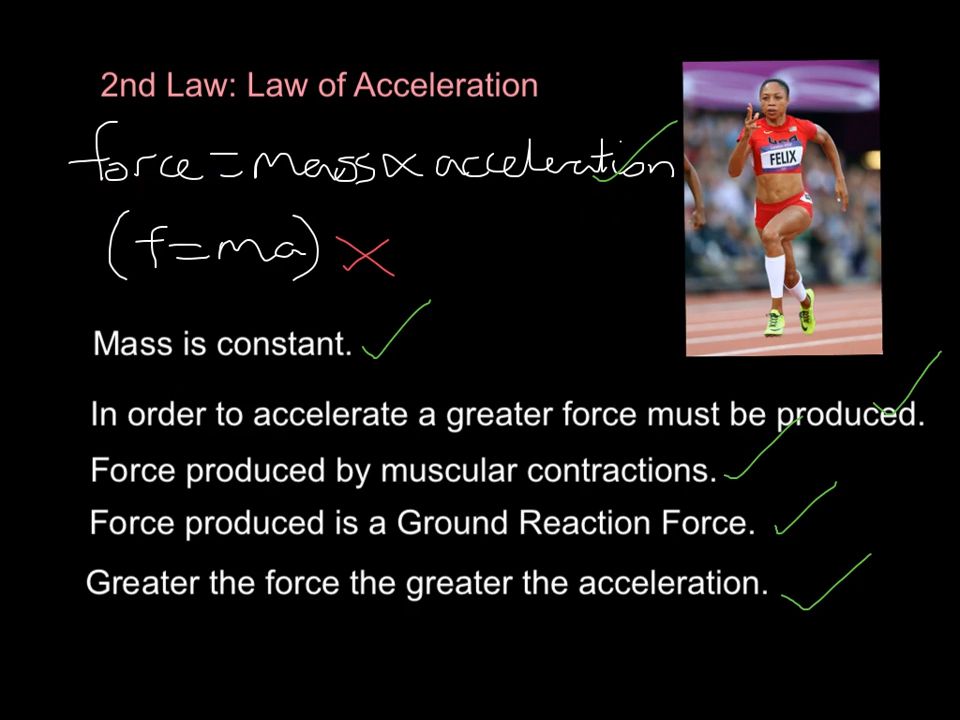 2nd Law: Law of Acceleration
force = mass x acceleration
(f=ma)
FELIX
Mass is constant.
In order to accelerate a greater force must be produced.
Force produced by muscular contractions.
Force produced is a Ground Reaction Force.
Greater the force the greater the acceleration.